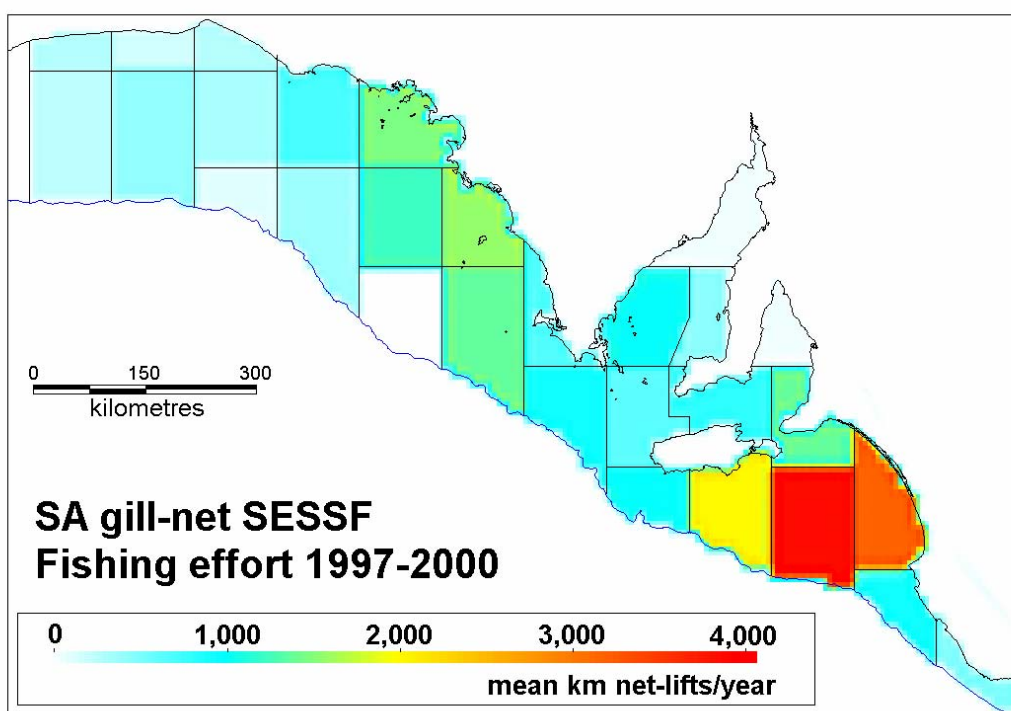 0 150 300
kilometres
SA gill-net SESSF
Fishing effort 1997-2000
0 1,000 2,000 3,000 4,000
mean km net-lifts/year